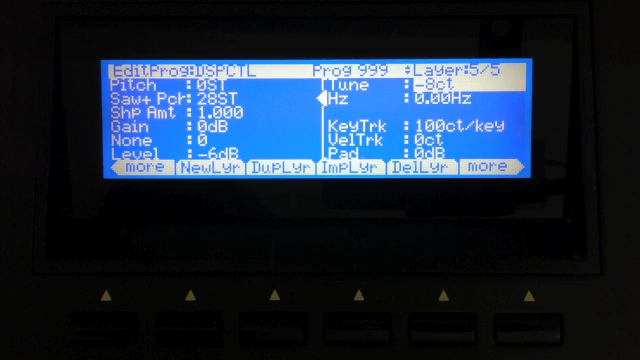 EditProg:DSPCTL Prog 999 Layer:5/5
Pitch : 0ST Tune : -8ct
Saw+ Pch: 28ST Hz : 0.00Hz
Shp Amt : 1.000
Gain : 0dB KeyTrk : 100ct/key
None : 0 VelTrk : 0ct
Level : -6dB Pad : 0dB
more NewLyr DupLyr ImpLyr DelLyr more